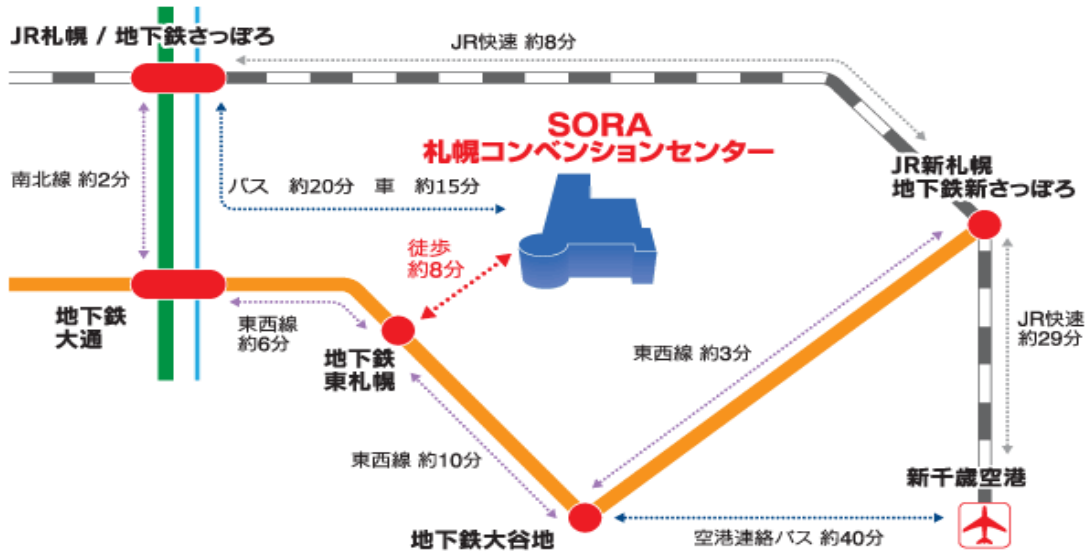 JR札幌 / 地下鉄さっぽろ
JR快速 約8分
SORA
札幌コンベンションセンター
JR新札幌
地下鉄新さっぽろ
南北線 約2分
バス 約20分 車 約15分
徒歩
約8分
地下鉄
大通
東西線
約6分
地下鉄
東札幌
東西線 約3分
JR快速
約29分
東西線 約10分
新千歳空港
地下鉄大谷地
空港連絡バス 約40分